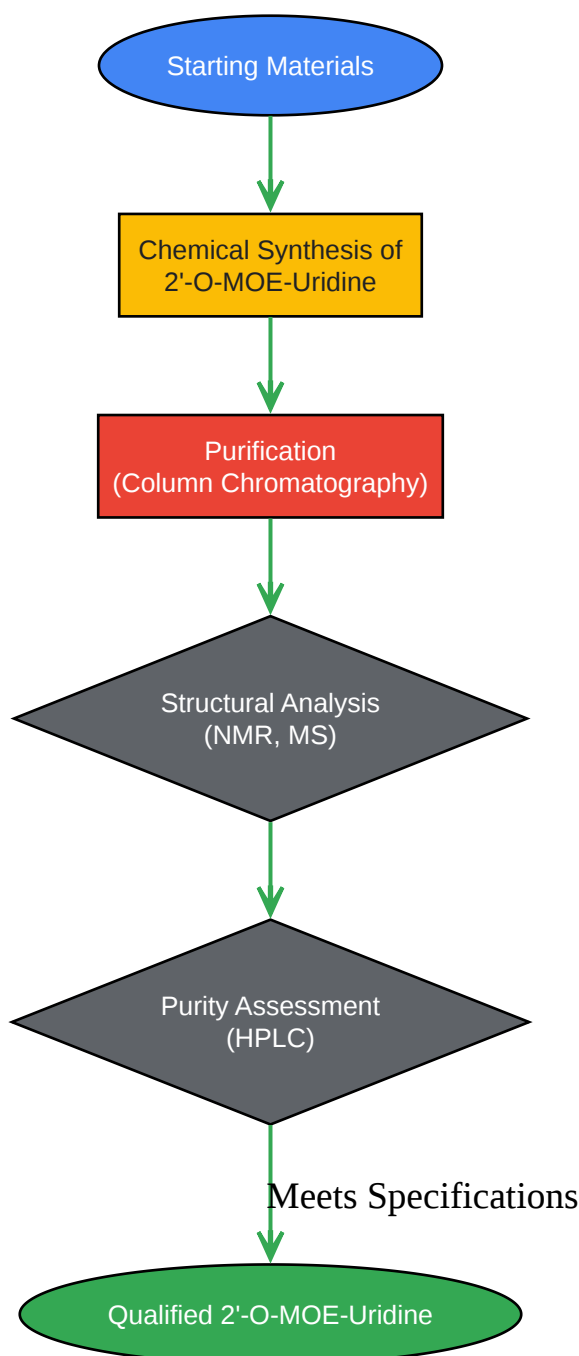 Starting Materials
Chemical Synthesis of
2'-O-MOE-Uridine
Purification
(Column Chromatography)
Structural Analysis
(NMR, MS)
Purity Assessment
(HPLC)
Meets Specifications
Qualified 2'-O-MOE-Uridine